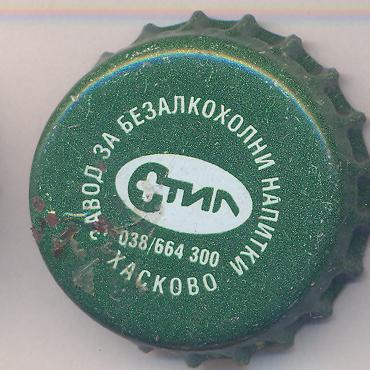 ЗАВОД ЗА БЕЗАЛКОХОЛНИ НАПИТКИ
СТИЛ
038/664 300
ХАСКОВО